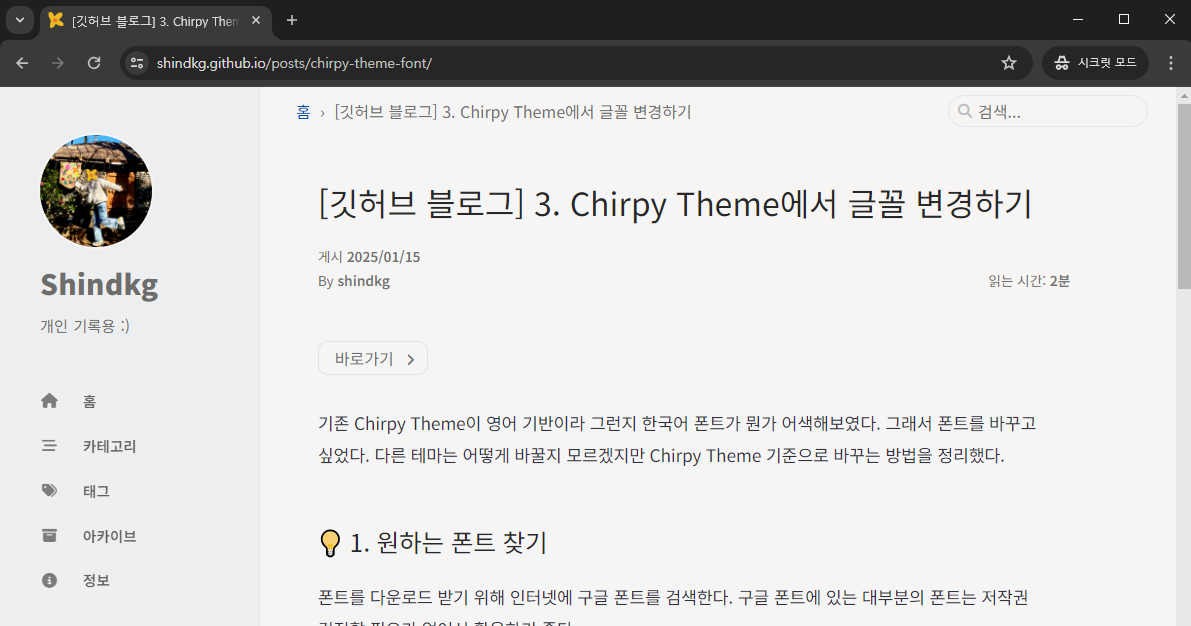 [깃허브 블로그] 3. Chirpy Them
shindkg.github.io/posts/chirpy-theme-font/
시크릿 모드
홈 › [깃허브 블로그] 3. Chirpy Theme에서 글꼴 변경하기
검색...
Shindkg
개인 기록용 :)
홈
카테고리
태그
아카이브
정보
[깃허브 블로그] 3. Chirpy Theme에서 글꼴 변경하기
게시 2025/01/15
By shindkg
읽는 시간: 2분
바로가기
기존 Chirpy Theme이 영어 기반이라 그런지 한국어 폰트가 뭔가 어색해보였다. 그래서 폰트를 바꾸고
싶었다. 다른 테마는 어떻게 바꿀지 모르겠지만 Chirpy Theme 기준으로 바꾸는 방법을 정리했다.
1. 원하는 폰트 찾기
폰트를 다운로드 받기 위해 인터넷에 구글 폰트를 검색한다. 구글 폰트에 있는 대부분의 폰트는 저작권